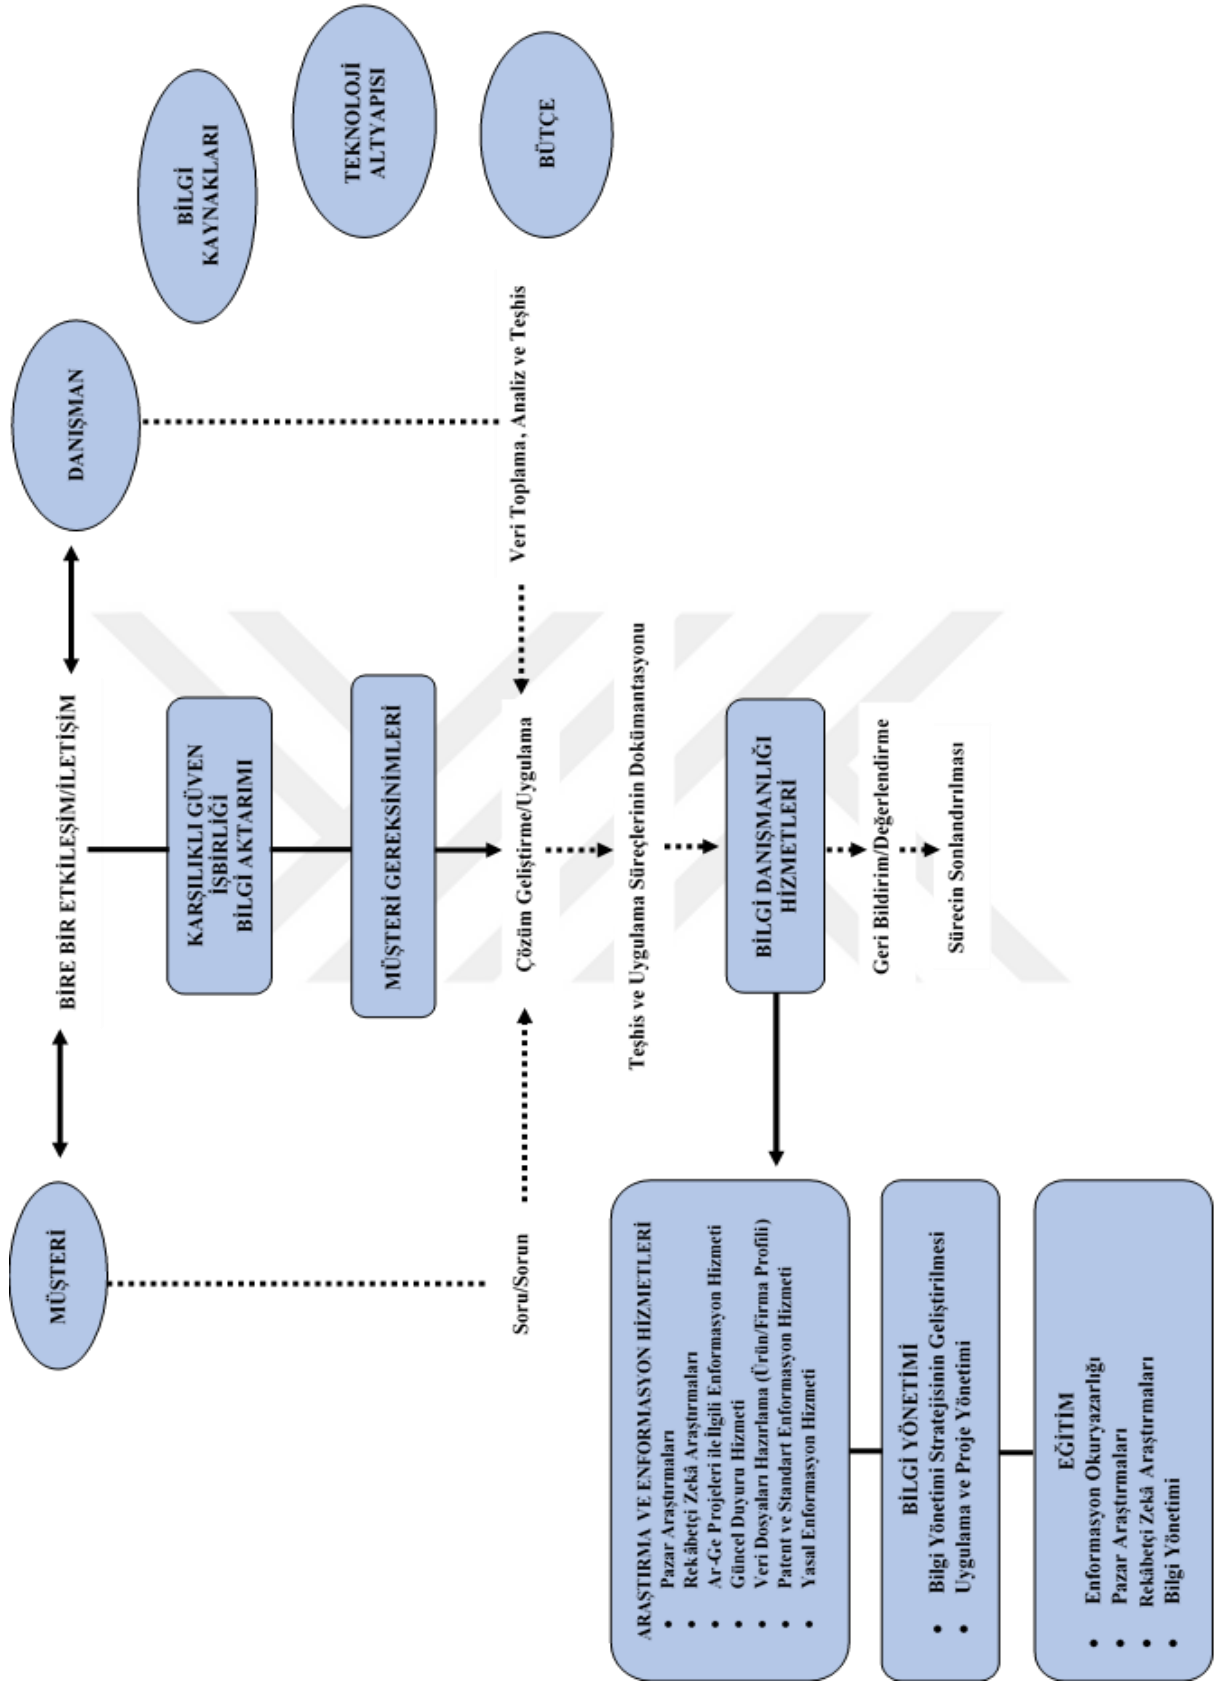 MÜŞTERİ
BİRE BİR ETKİLEŞİM/İLETİŞİM
DANIŞMAN
BİLGİ
KAYNAKLARI
TEKNOLOJİ
ALTYAPISI
BÜTÇE
KARŞILIKLI GÜVEN
İŞBİRLİĞİ
BİLGİ AKTARIMI
MÜŞTERİ GEREKSİNİMLERİ
Soru/Sorun
Çözüm Geliştirme/Uygulama
Veri Toplama, Analiz ve Teşhis
Teşhis ve Uygulama Süreçlerinin Dokümantasyonu
BİLGİ DANIŞMANLIĞI
HİZMETLERİ
Geri Bildirim/Değerlendirme
Sürecin Sonlandırılması
ARAŞTIRMA VE ENFORMASYON HİZMETLERİ
• Pazar Araştırmaları
• Rekâbetçi Zekâ Araştırmaları
• Ar-Ge Projeleri ile İlgili Enformasyon Hizmeti
• Güncel Duyuru Hizmeti
• Veri Dosyaları Hazırlama (Ürün/Firma Profili)
• Patent ve Standart Enformasyon Hizmeti
• Yasal Enformasyon Hizmeti
BİLGİ YÖNETİMİ
• Bilgi Yönetimi Stratejisinin Geliştirilmesi
• Uygulama ve Proje Yönetimi
EĞİTİM
• Enformasyon Okuryazarlığı
• Pazar Araştırmaları
• Rekâbetçi Zekâ Araştırmaları
• Bilgi Yönetimi